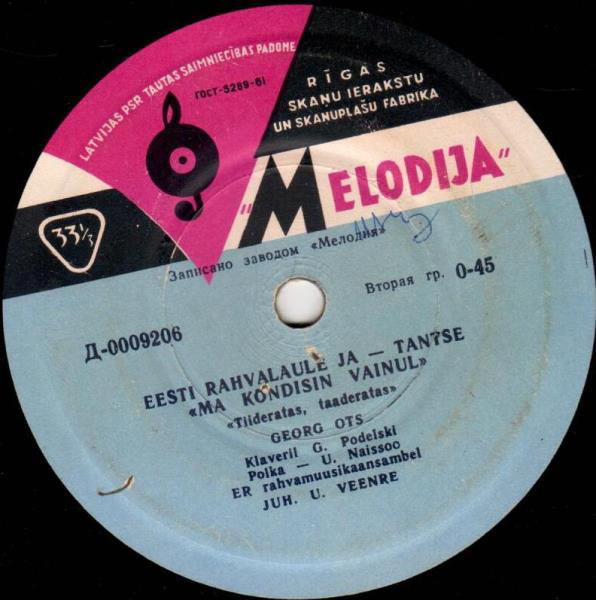 LATVIJAS PSR TAUTAS SAIMNIECĪBAS PADOME
ГОСТ-5289-61
RĪGAS
SKAŅU IERAKSTU
UN SKAŅUPLAŠU FABRIKA
"MELODIJA"
33⅓
Записано заводом «Мелодия»
Вторая гр. 0-45
Д-0009206
EESTI RAHVALAULE JA — TANTSE
«MA KÕNDISIN VAINUL»
«Tiideratas, taaderatas»
GEORG OTS
Klaveril G. Podelski
Polka — U. Naissoo
ER rahvamuusikaansambel
JUH. U. VEENRE